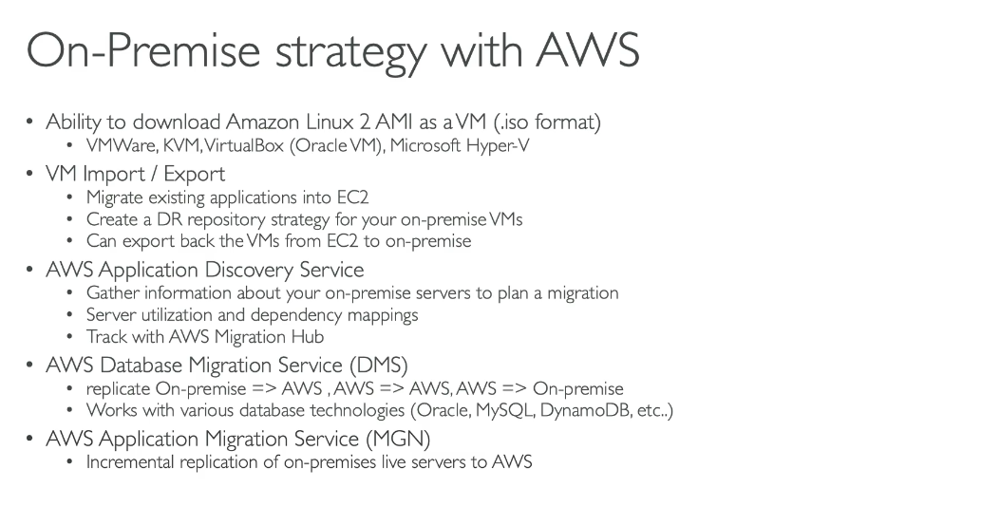 On-Premise strategy with AWS
• Ability to download Amazon Linux 2 AMI as a VM (.iso format)
• VMWare, KVM, VirtualBox (Oracle VM), Microsoft Hyper-V
• VM Import / Export
• Migrate existing applications into EC2
• Create a DR repository strategy for your on-premise VMs
• Can export back the VMs from EC2 to on-premise
• AWS Application Discovery Service
• Gather information about your on-premise servers to plan a migration
• Server utilization and dependency mappings
• Track with AWS Migration Hub
• AWS Database Migration Service (DMS)
• replicate On-premise => AWS , AWS => AWS, AWS => On-premise
• Works with various database technologies (Oracle, MySQL, DynamoDB, etc..)
• AWS Application Migration Service (MGN)
• Incremental replication of on-premises live servers to AWS